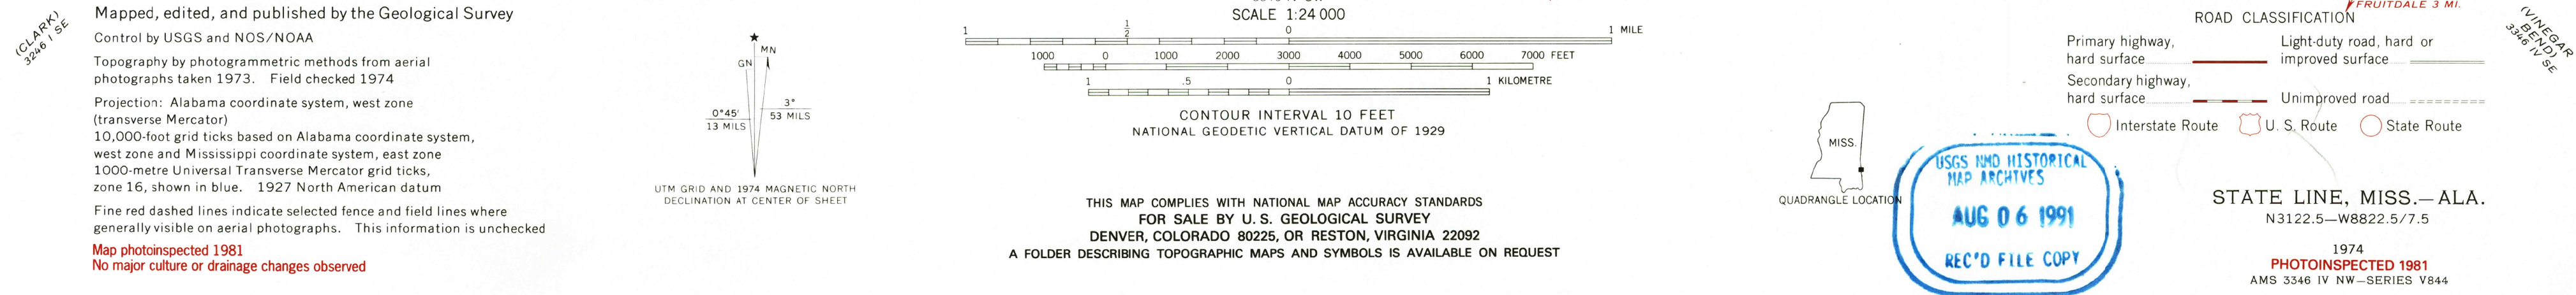 (CLARK)
3246 I SE
Mapped, edited, and published by the Geological Survey
Control by USGS and NOS/NOAA
Topography by photogrammetric methods from aerial
photographs taken 1973. Field checked 1974
Projection: Alabama coordinate system, west zone
(transverse Mercator)
10,000-foot grid ticks based on Alabama coordinate system,
west zone and Mississippi coordinate system, east zone
1000-metre Universal Transverse Mercator grid ticks,
zone 16, shown in blue. 1927 North American datum
Fine red dashed lines indicate selected fence and field lines where
generally visible on aerial photographs. This information is unchecked
Map photoinspected 1981
No major culture or drainage changes observed
MN
GN
0°45′
13 MILS
3°
53 MILS
UTM GRID AND 1974 MAGNETIC NORTH
DECLINATION AT CENTER OF SHEET
SCALE 1:24 000
1 ½ 0 1 MILE
1000 0 1000 2000 3000 4000 5000 6000 7000 FEET
1 .5 0 1 KILOMETRE
CONTOUR INTERVAL 10 FEET
NATIONAL GEODETIC VERTICAL DATUM OF 1929
THIS MAP COMPLIES WITH NATIONAL MAP ACCURACY STANDARDS
FOR SALE BY U. S. GEOLOGICAL SURVEY
DENVER, COLORADO 80225, OR RESTON, VIRGINIA 22092
A FOLDER DESCRIBING TOPOGRAPHIC MAPS AND SYMBOLS IS AVAILABLE ON REQUEST
MISS.
QUADRANGLE LOCATION
USGS NMD HISTORICAL
MAP ARCHIVES
AUG 06 1991
REC'D FILE COPY
FRUITDALE 3 MI.
ROAD CLASSIFICATION
Primary highway,
hard surface
Light-duty road, hard or
improved surface
Secondary highway,
hard surface
Unimproved road
Interstate Route
U. S. Route
State Route
(VINEGAR
BEND)
3346 IV SE
STATE LINE, MISS.—ALA.
N3122.5—W8822.5/7.5
1974
PHOTOINSPECTED 1981
AMS 3346 IV NW—SERIES V844